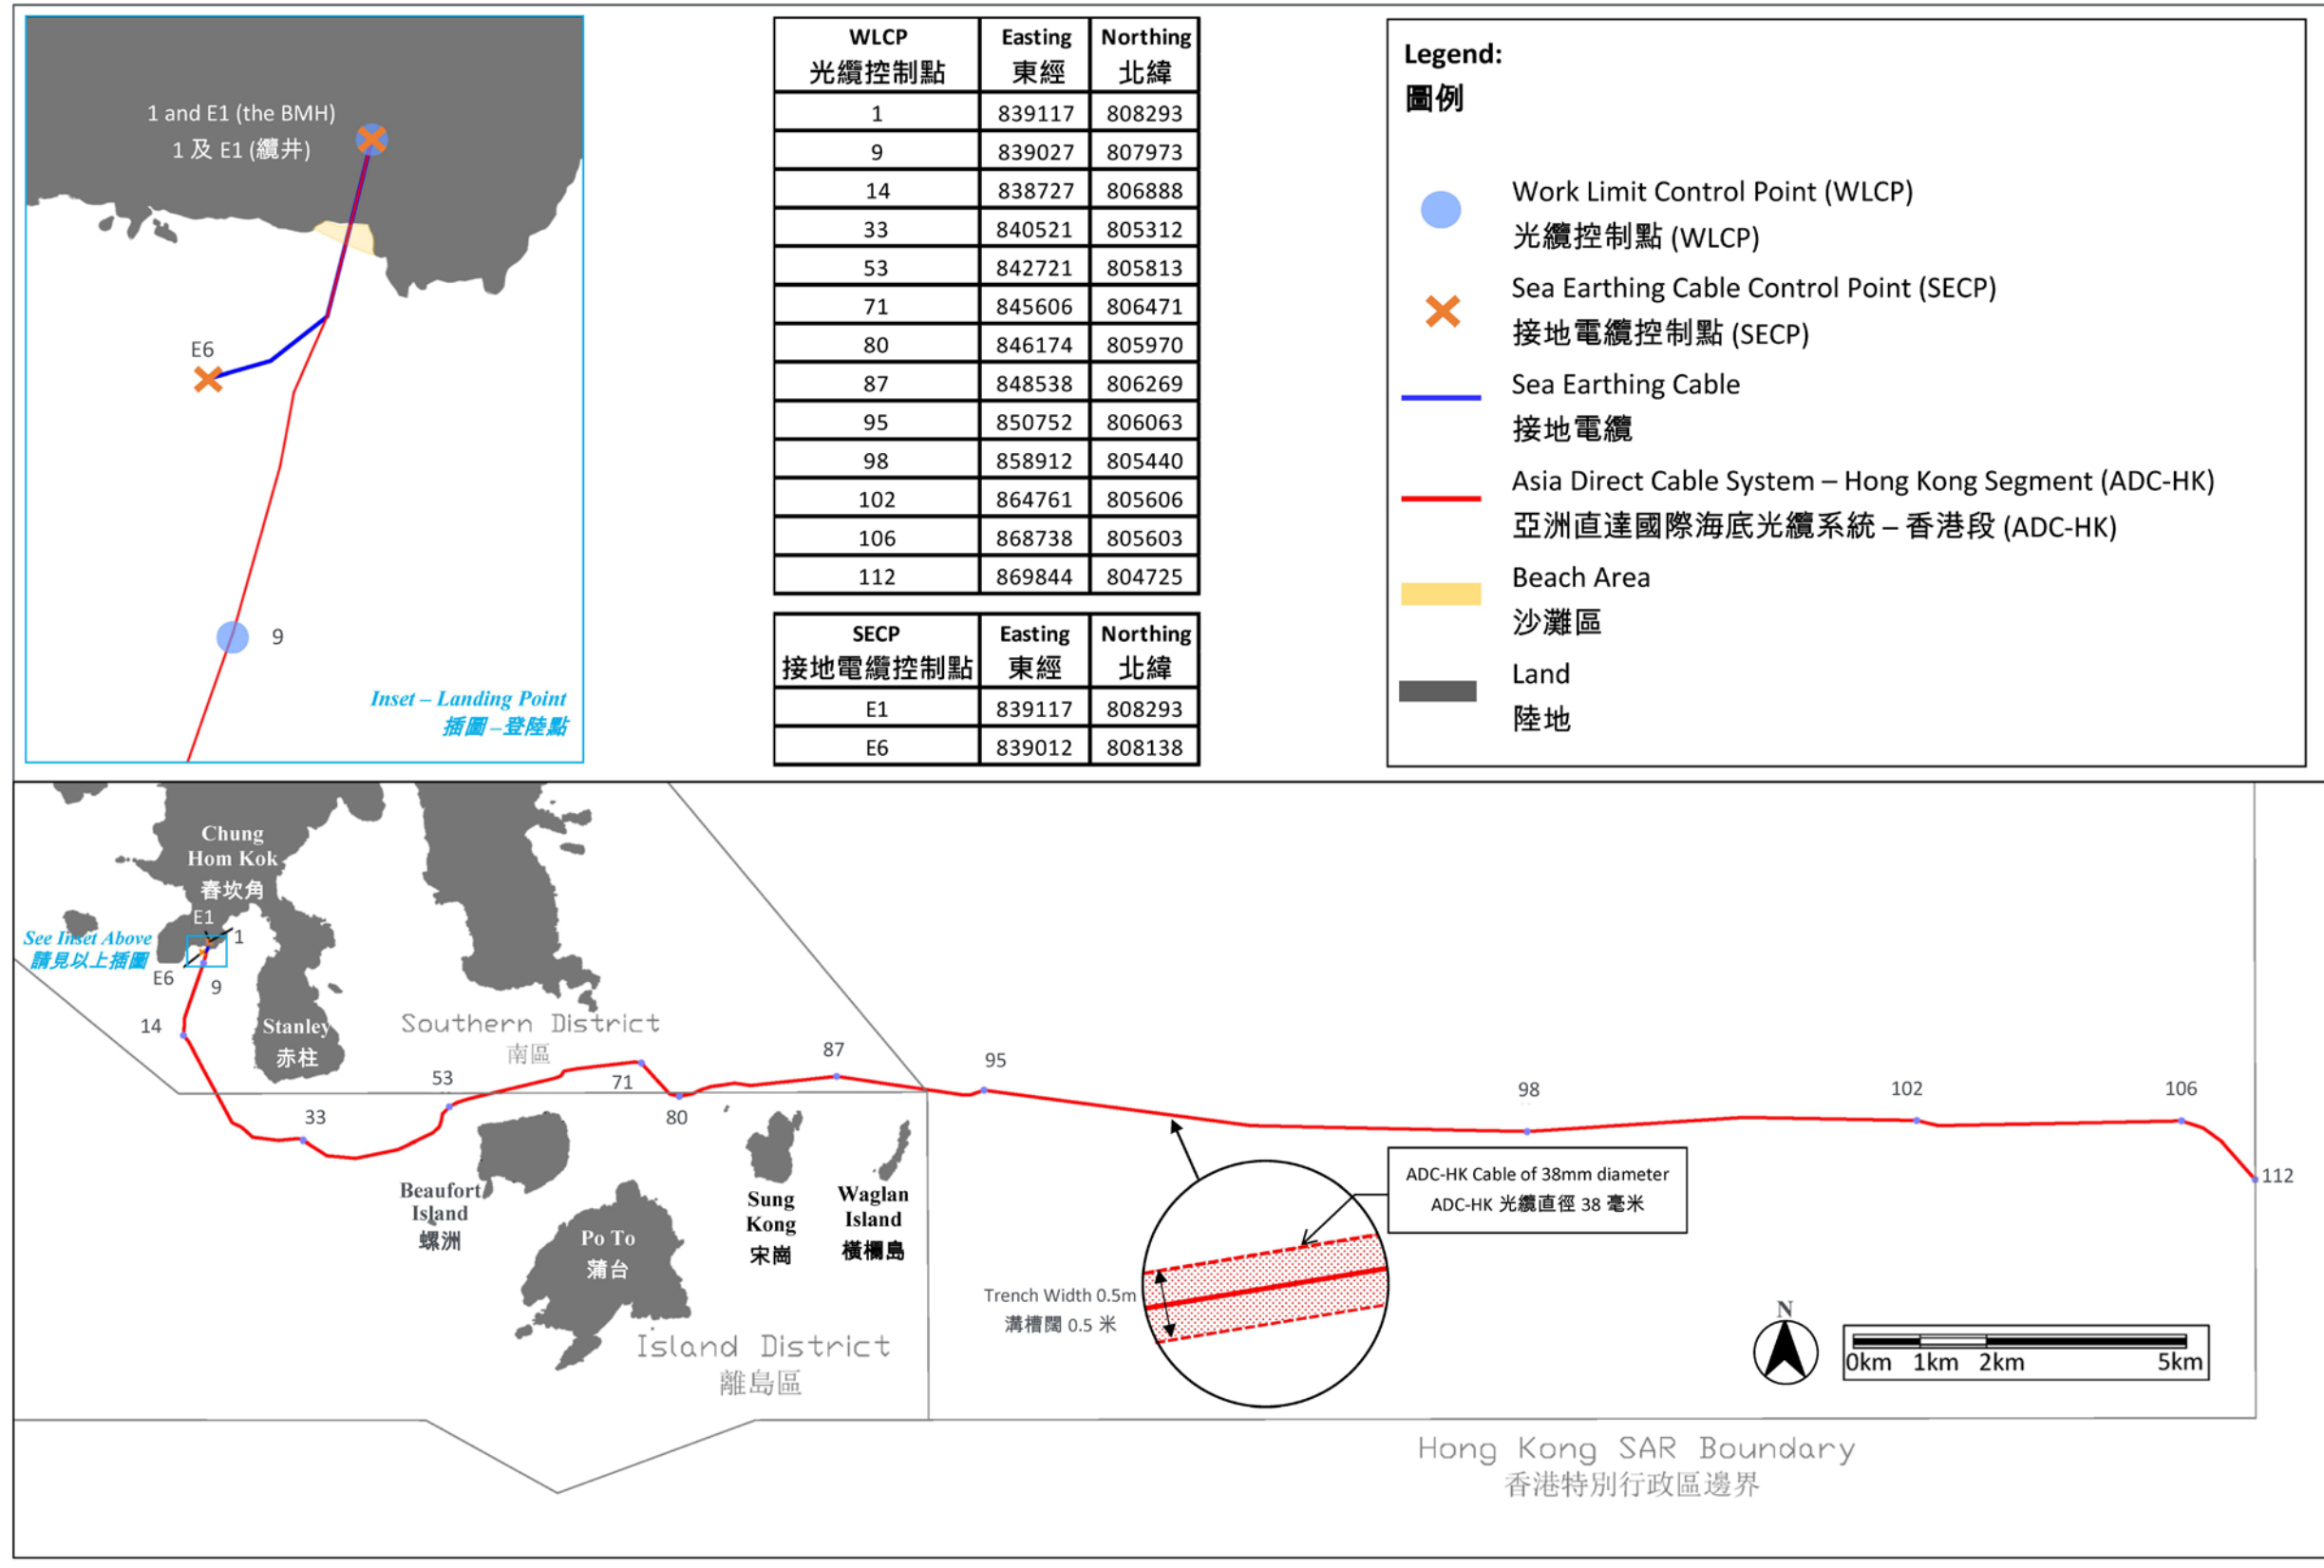 1 and E1 (the BMH)
1 及 E1 (纜井)
E6
9
Inset – Landing Point
插圖 –登陸點
WLCP Easting Northing
光纜控制點 東經 北緯
1 839117 808293
9 839027 807973
14 838727 806888
33 840521 805312
53 842721 805813
71 845606 806471
80 846174 805970
87 848538 806269
95 850752 806063
98 858912 805440
102 864761 805606
106 868738 805603
112 869844 804725
SECP Easting Northing
接地電纜控制點 東經 北緯
E1 839117 808293
E6 839012 808138
Legend:
圖例
Work Limit Control Point (WLCP)
光纜控制點 (WLCP)
Sea Earthing Cable Control Point (SECP)
接地電纜控制點 (SECP)
Sea Earthing Cable
接地電纜
Asia Direct Cable System – Hong Kong Segment (ADC-HK)
亞洲直達國際海底光纜系統 – 香港段 (ADC-HK)
Beach Area
沙灘區
Land
陸地
Chung
Hom Kok
舂坎角
E1
1
See Inset Above
請見以上插圖
E6
9
14
Stanley
赤柱
Southern District
南區
33
53
71
80
87
95
98
102
106
112
Beaufort
Island
螺洲
Po To
蒲台
Sung
Kong
宋崗
Waglan
Island
橫欄島
Island District
離島區
ADC-HK Cable of 38mm diameter
ADC-HK 光纜直徑 38 毫米
Trench Width 0.5m
溝槽闊 0.5 米
N
0km 1km 2km 5km
Hong Kong SAR Boundary
香港特別行政區邊界